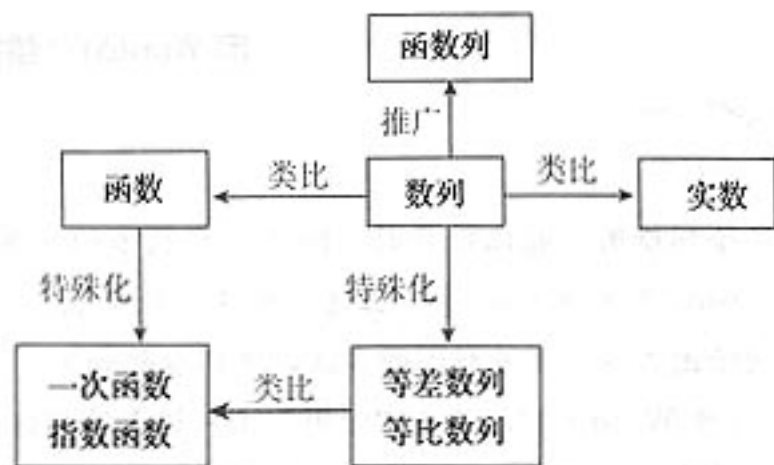 函数列
推广
函数
类比
数列
类比
实数
特殊化
特殊化
一次函数
指数函数
类比
等差数列
等比数列